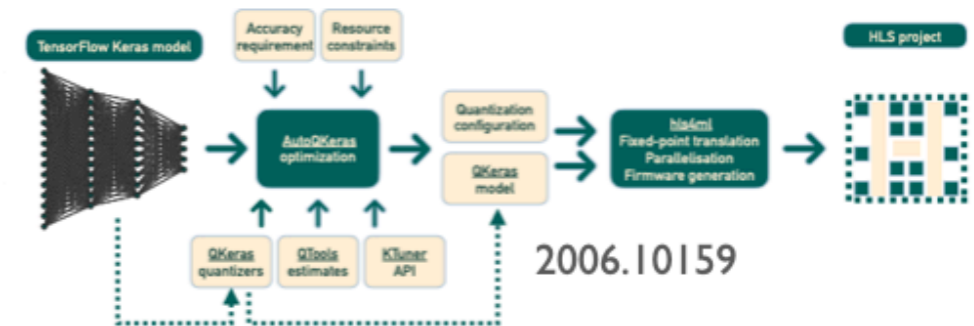 TensorFlow Keras model
Accuracy
requirement
Resource
constraints
HLS project
AutoQKeras
optimization
Quantization
configuration
QKeras
model
hls4ml
Fixed-point translation
Parallelisation
Firmware generation
QKeras
quantizers
QTools
estimates
KTuner
API
2006.10159